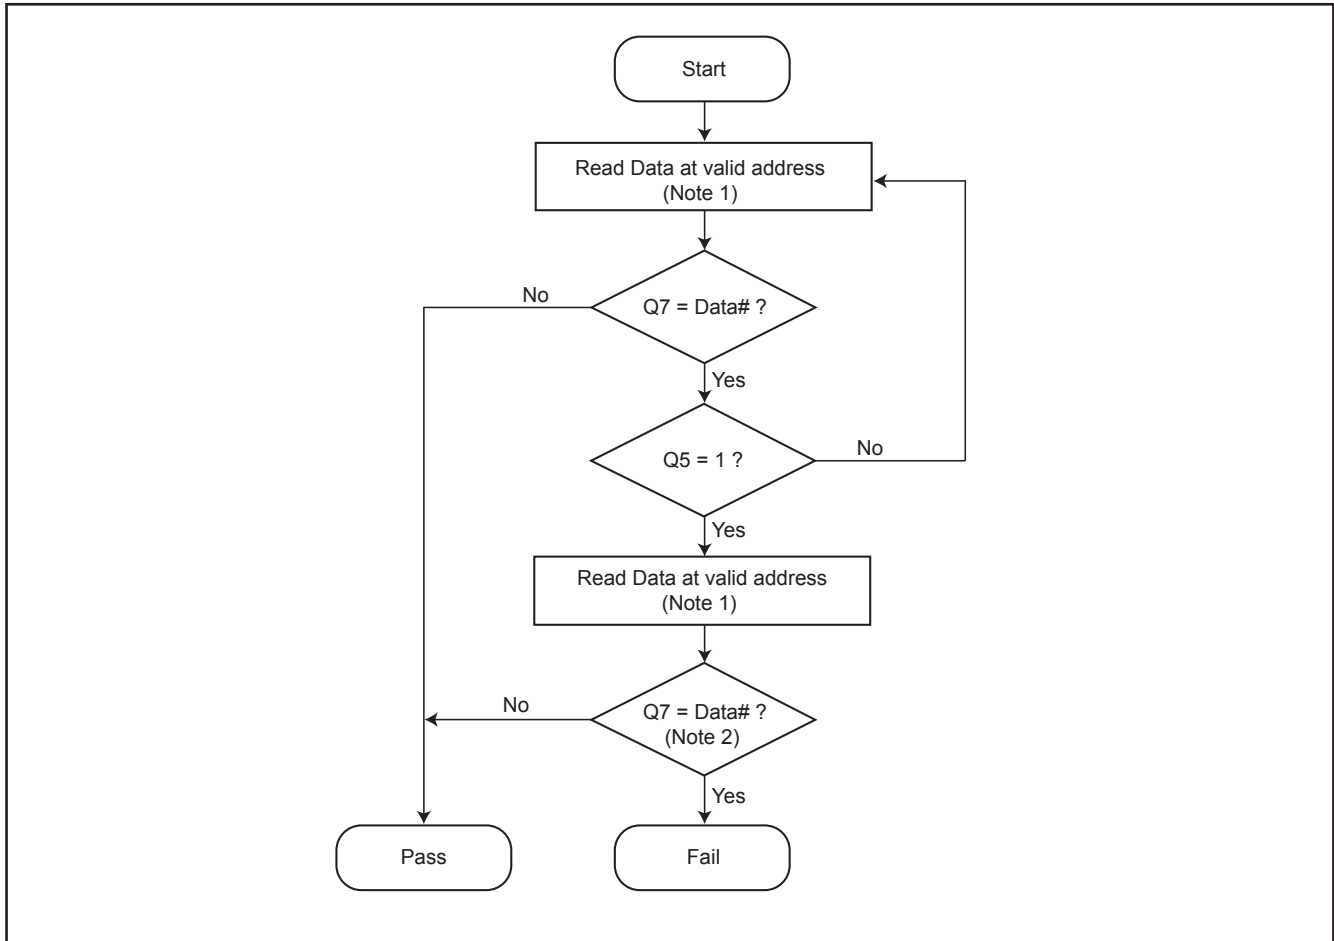 Start
Read Data at valid address
(Note 1)
Q7 = Data# ?
No
Yes
Q5 = 1 ?
No
Yes
Read Data at valid address
(Note 1)
Q7 = Data# ?
(Note 2)
No
Yes
Pass
Fail